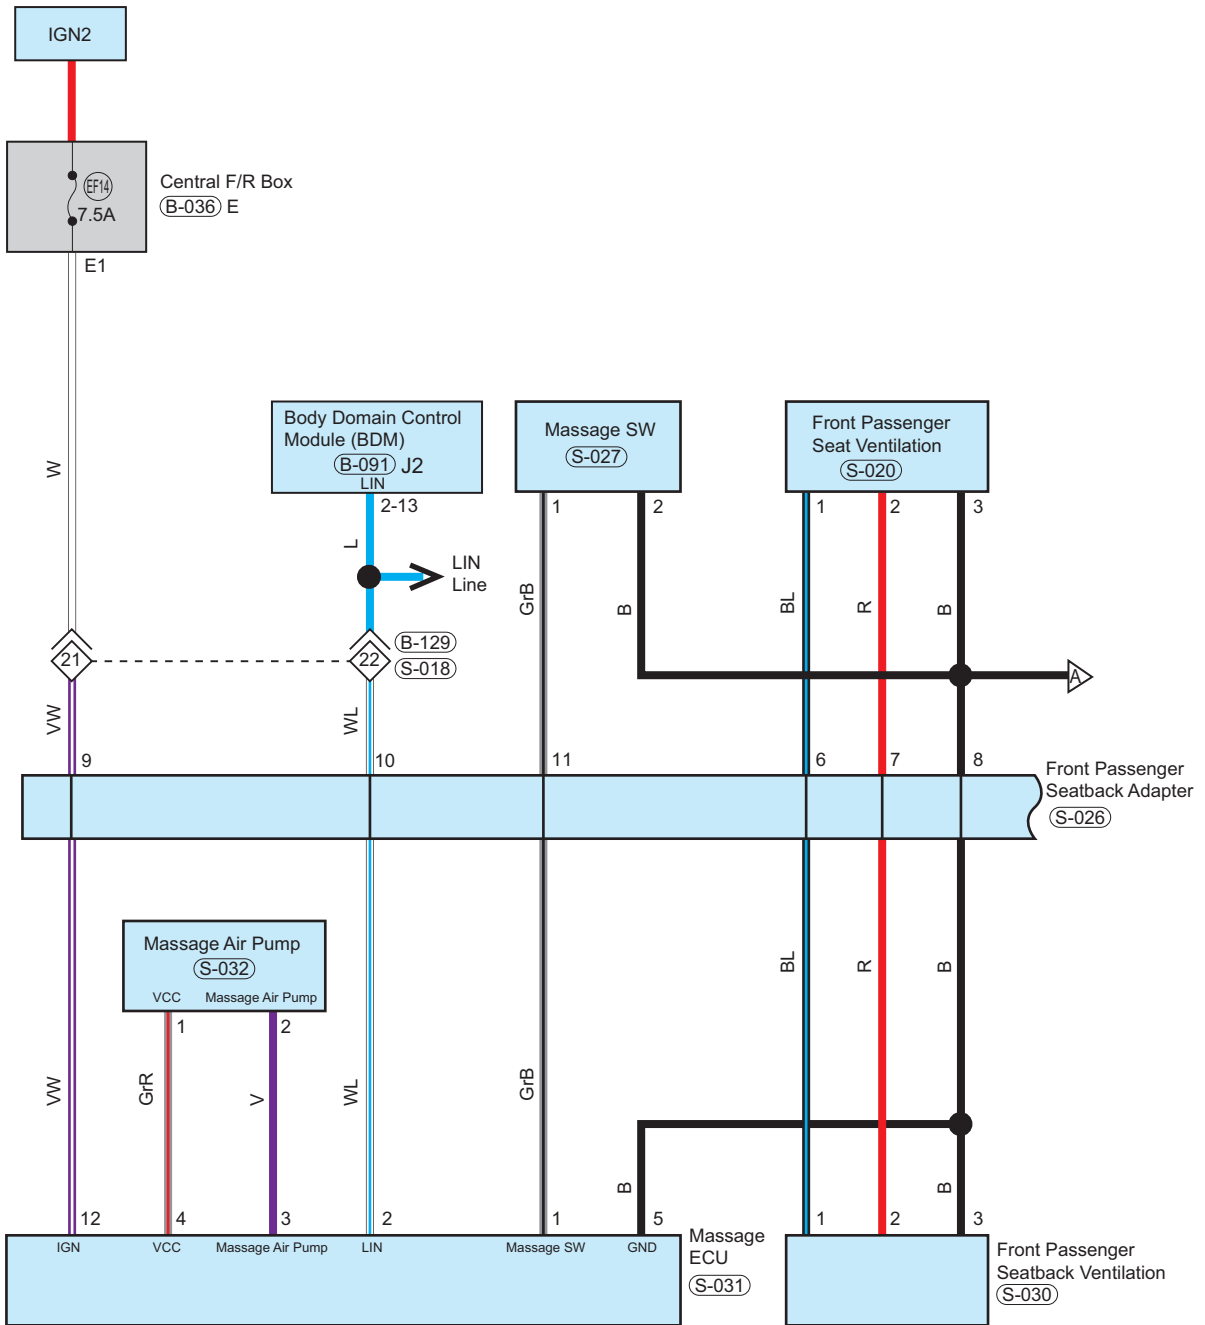 IGN2
EF14
7.5A
Central F/R Box
B-036 E
E1
W
Body Domain Control
Module (BDM)
B-091 J2
LIN
2-13
L
LIN
Line
Massage SW
S-027
1
2
GrB
B
Front Passenger
Seat Ventilation
S-020
1
2
3
BL
R
B
21
22
B-129
S-018
A
VW
WL
9
10
11
6
7
8
Front Passenger
Seatback Adapter
S-026
Massage Air Pump
S-032
VCC
Massage Air Pump
1
2
VW
GrR
V
WL
GrB
BL
R
B
B
B
12
4
3
2
1
5
1
2
3
IGN
VCC
Massage Air Pump
LIN
Massage SW
GND
Massage
ECU
S-031
Front Passenger
Seatback Ventilation
S-030